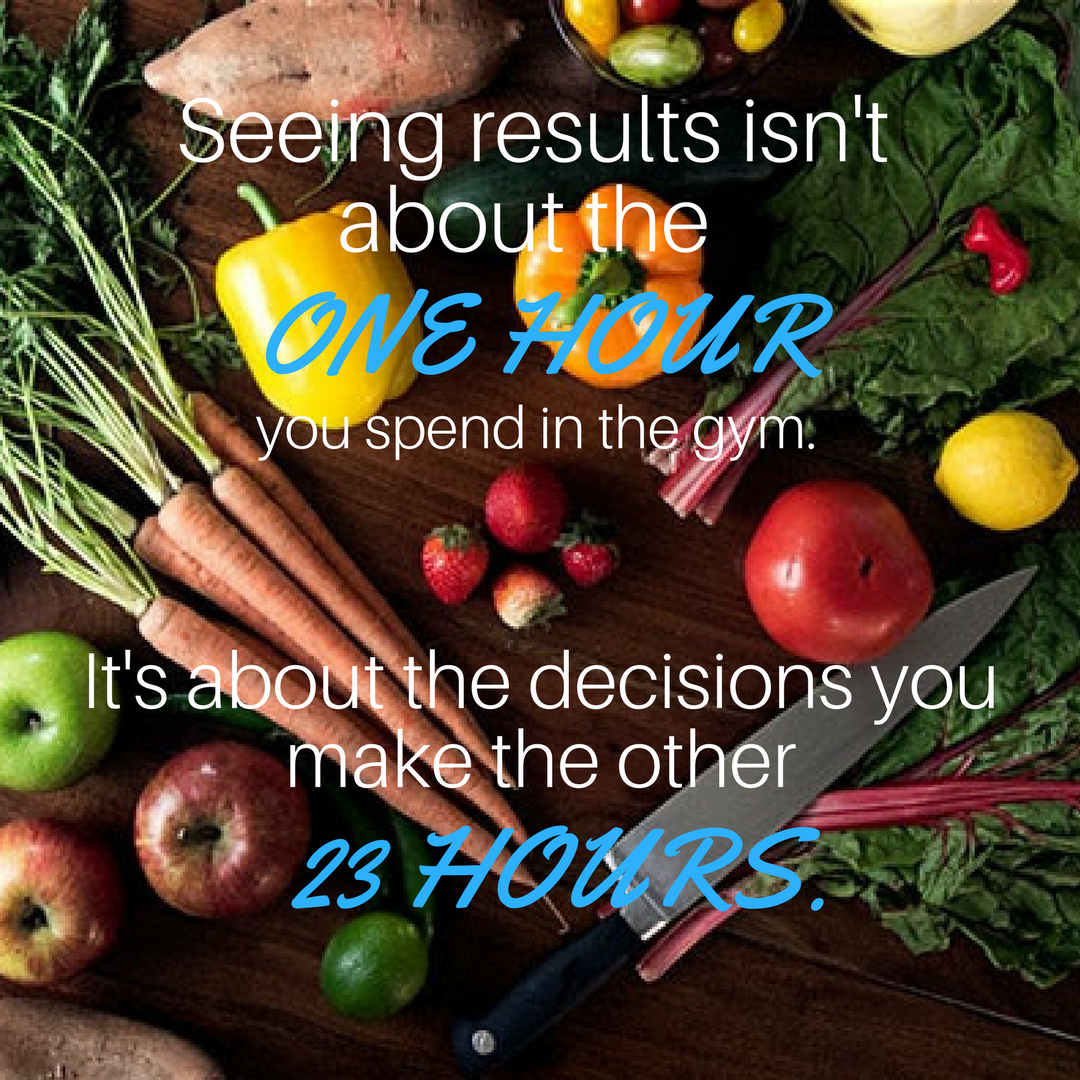 Seeing results isn't
about the
ONE HOUR
you spend in the gym.
It's about the decisions you
make the other
23 HOURS.